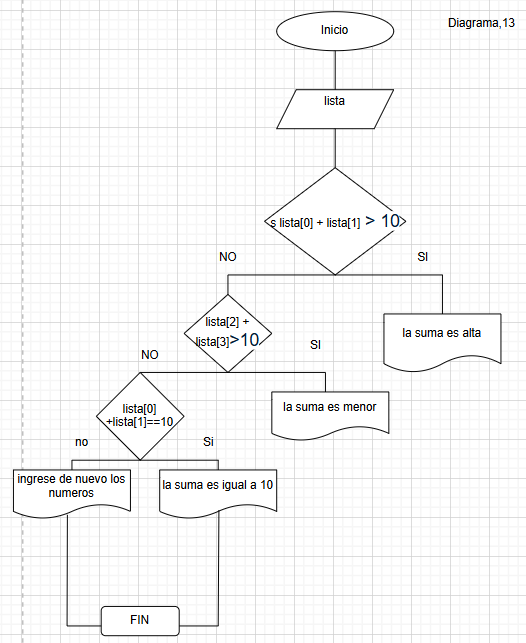 Inicio
Diagrama,13
lista
s lista[0] + lista[1] > 10
NO
SI
lista[2] +
lista[3]>10
la suma es alta
SI
NO
lista[0]
+lista[1]==10
la suma es menor
no
Si
ingrese de nuevo los
numeros
la suma es igual a 10
FIN